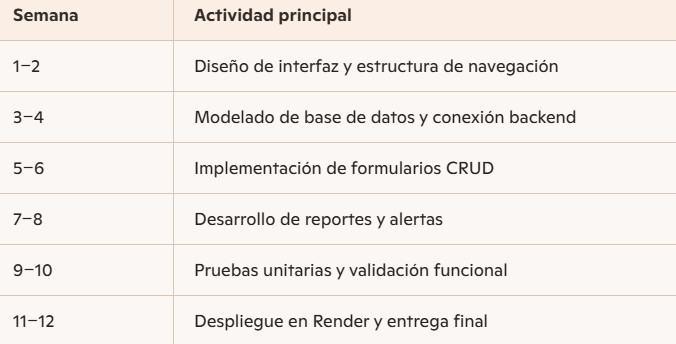 Semana Actividad principal
1–2 Diseño de interfaz y estructura de navegación
3–4 Modelado de base de datos y conexión backend
5–6 Implementación de formularios CRUD
7–8 Desarrollo de reportes y alertas
9–10 Pruebas unitarias y validación funcional
11–12 Despliegue en Render y entrega final